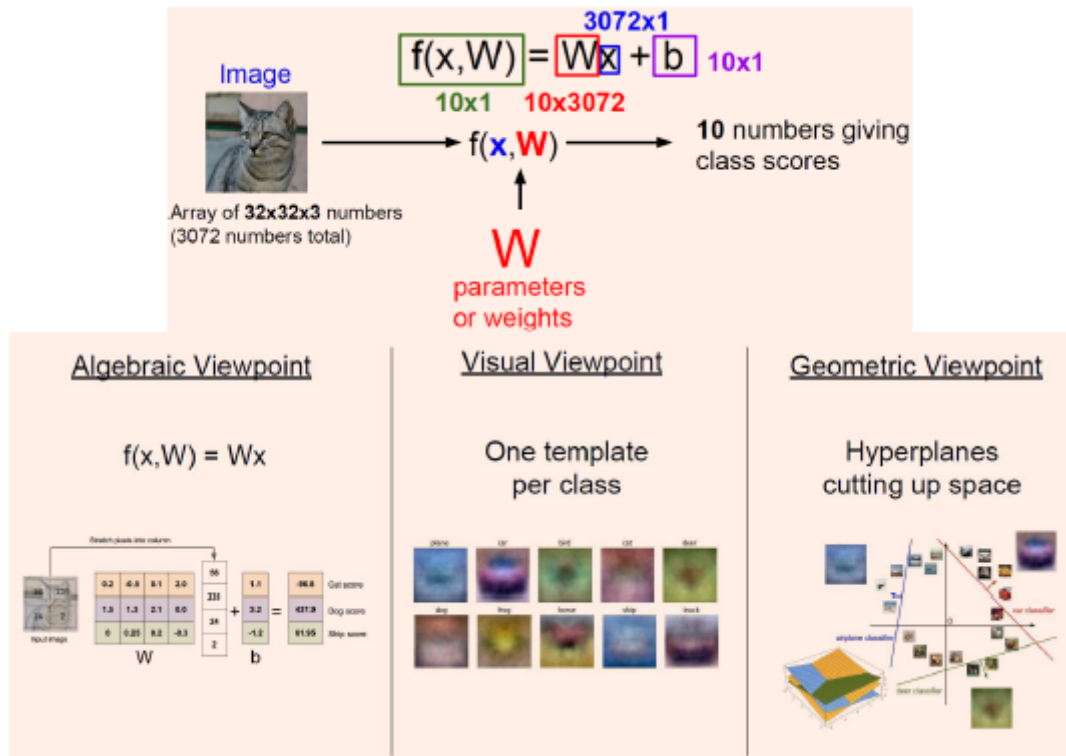 3072x1
f(x,W) = Wx + b 10x1
Image
10x1 10x3072
f(x,W)
10 numbers giving
class scores
Array of 32x32x3 numbers
(3072 numbers total)
W
parameters
or weights
Algebraic Viewpoint
f(x,W) = Wx
Stretch pixels into column
56
0.2 -0.5 0.1 2.0 1.1 -96.8 Cat score
231
1.5 1.3 2.1 0.0 + 3.2 = 437.9 Dog score
24
0 0.25 0.2 -0.3 -1.2 61.95 Ship score
2
24 2
Input image
W
b
Visual Viewpoint
One template
per class
plane car bird cat deer
dog frog horse ship truck
Geometric Viewpoint
Hyperplanes
cutting up space
car classifier
airplane classifier
deer classifier